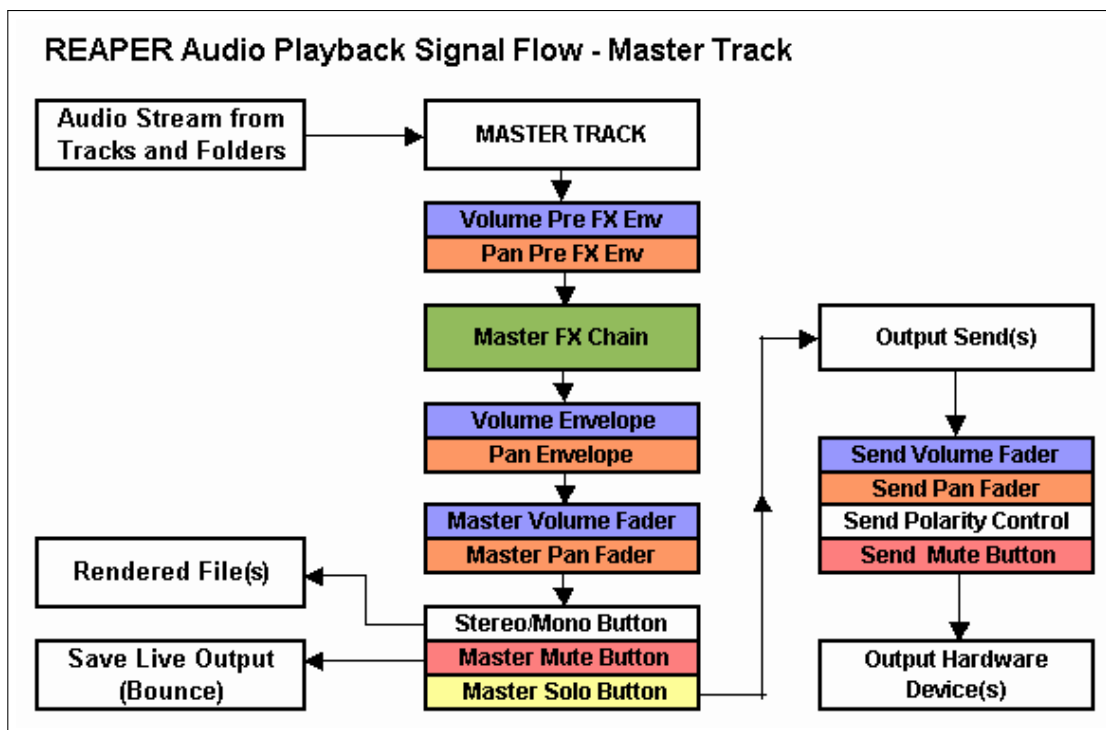 REAPER Audio Playback Signal Flow - Master Track
Audio Stream from
Tracks and Folders
MASTER TRACK
Volume Pre FX Env
Pan Pre FX Env
Master FX Chain
Volume Envelope
Pan Envelope
Master Volume Fader
Master Pan Fader
Stereo/Mono Button
Master Mute Button
Master Solo Button
Rendered File(s)
Save Live Output
(Bounce)
Output Send(s)
Send Volume Fader
Send Pan Fader
Send Polarity Control
Send Mute Button
Output Hardware
Device(s)